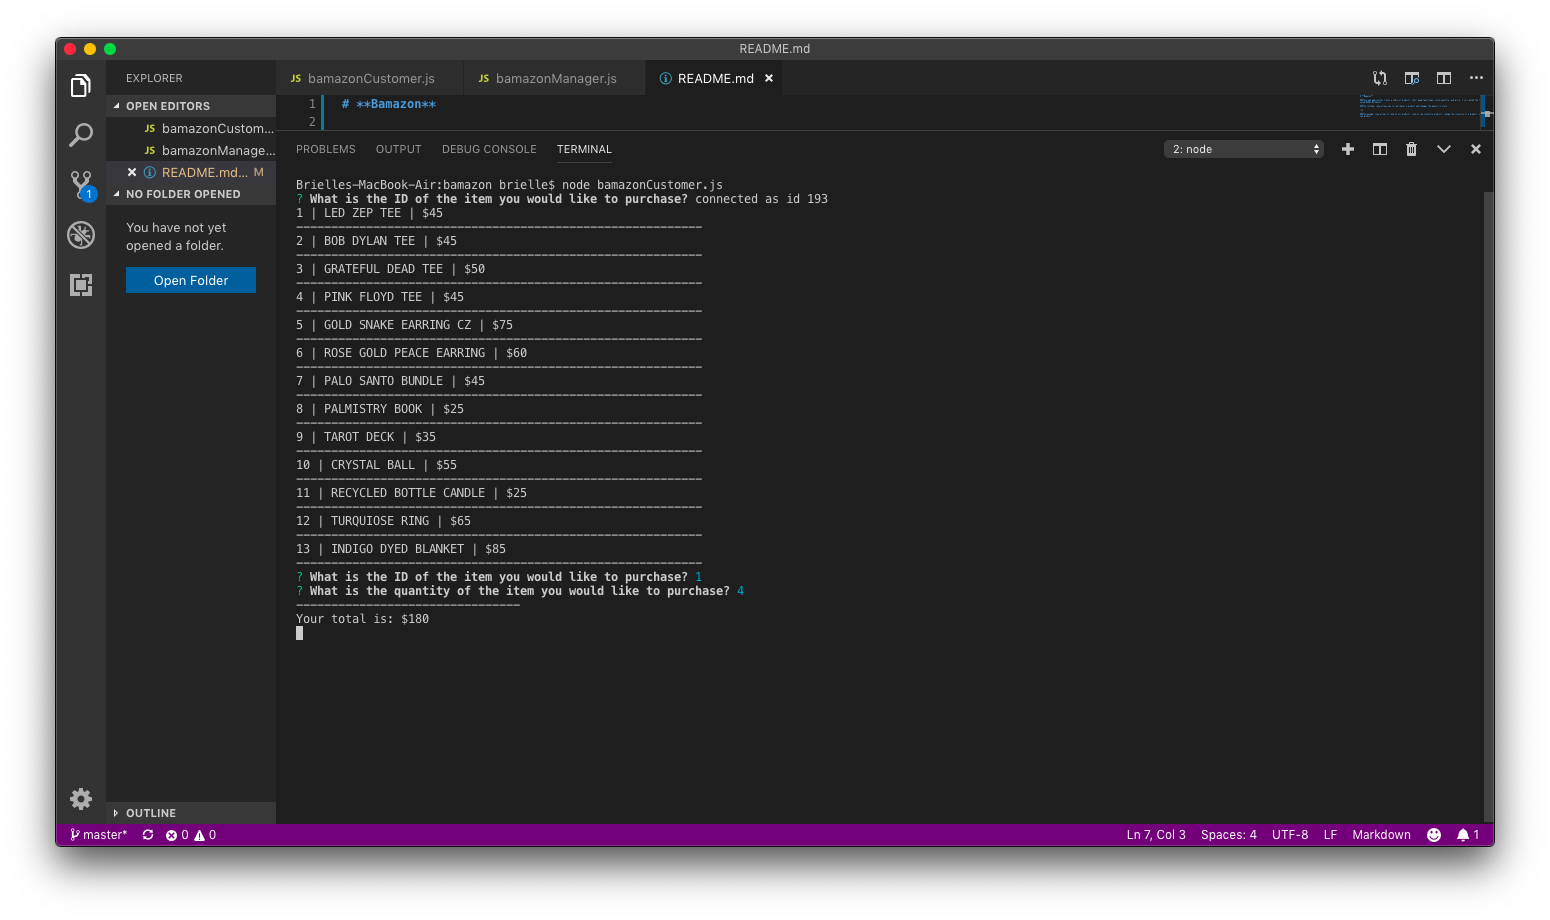 README.md
EXPLORER
OPEN EDITORS
JS bamazonCustom...
JS bamazonManage...
README.md... M
NO FOLDER OPENED
You have not yet
opened a folder.
Open Folder
OUTLINE
JS bamazonCustomer.js
JS bamazonManager.js
README.md
1 # **Bamazon**
2
PROBLEMS OUTPUT DEBUG CONSOLE TERMINAL
2: node
Brielles-MacBook-Air:bamazon brielle$ node bamazonCustomer.js
? What is the ID of the item you would like to purchase? connected as id 193
1 | LED ZEP TEE | $45
----------------------------------------------------------
2 | BOB DYLAN TEE | $45
----------------------------------------------------------
3 | GRATEFUL DEAD TEE | $50
----------------------------------------------------------
4 | PINK FLOYD TEE | $45
----------------------------------------------------------
5 | GOLD SNAKE EARRING CZ | $75
----------------------------------------------------------
6 | ROSE GOLD PEACE EARRING | $60
----------------------------------------------------------
7 | PALO SANTO BUNDLE | $45
----------------------------------------------------------
8 | PALMISTRY BOOK | $25
----------------------------------------------------------
9 | TAROT DECK | $35
----------------------------------------------------------
10 | CRYSTAL BALL | $55
----------------------------------------------------------
11 | RECYCLED BOTTLE CANDLE | $25
----------------------------------------------------------
12 | TURQUIOSE RING | $65
----------------------------------------------------------
13 | INDIGO DYED BLANKET | $85
----------------------------------------------------------
? What is the ID of the item you would like to purchase? 1
? What is the quantity of the item you would like to purchase? 4
--------------------------------
Your total is: $180
1
master* 0 0
Ln 7, Col 3 Spaces: 4 UTF-8 LF Markdown 1